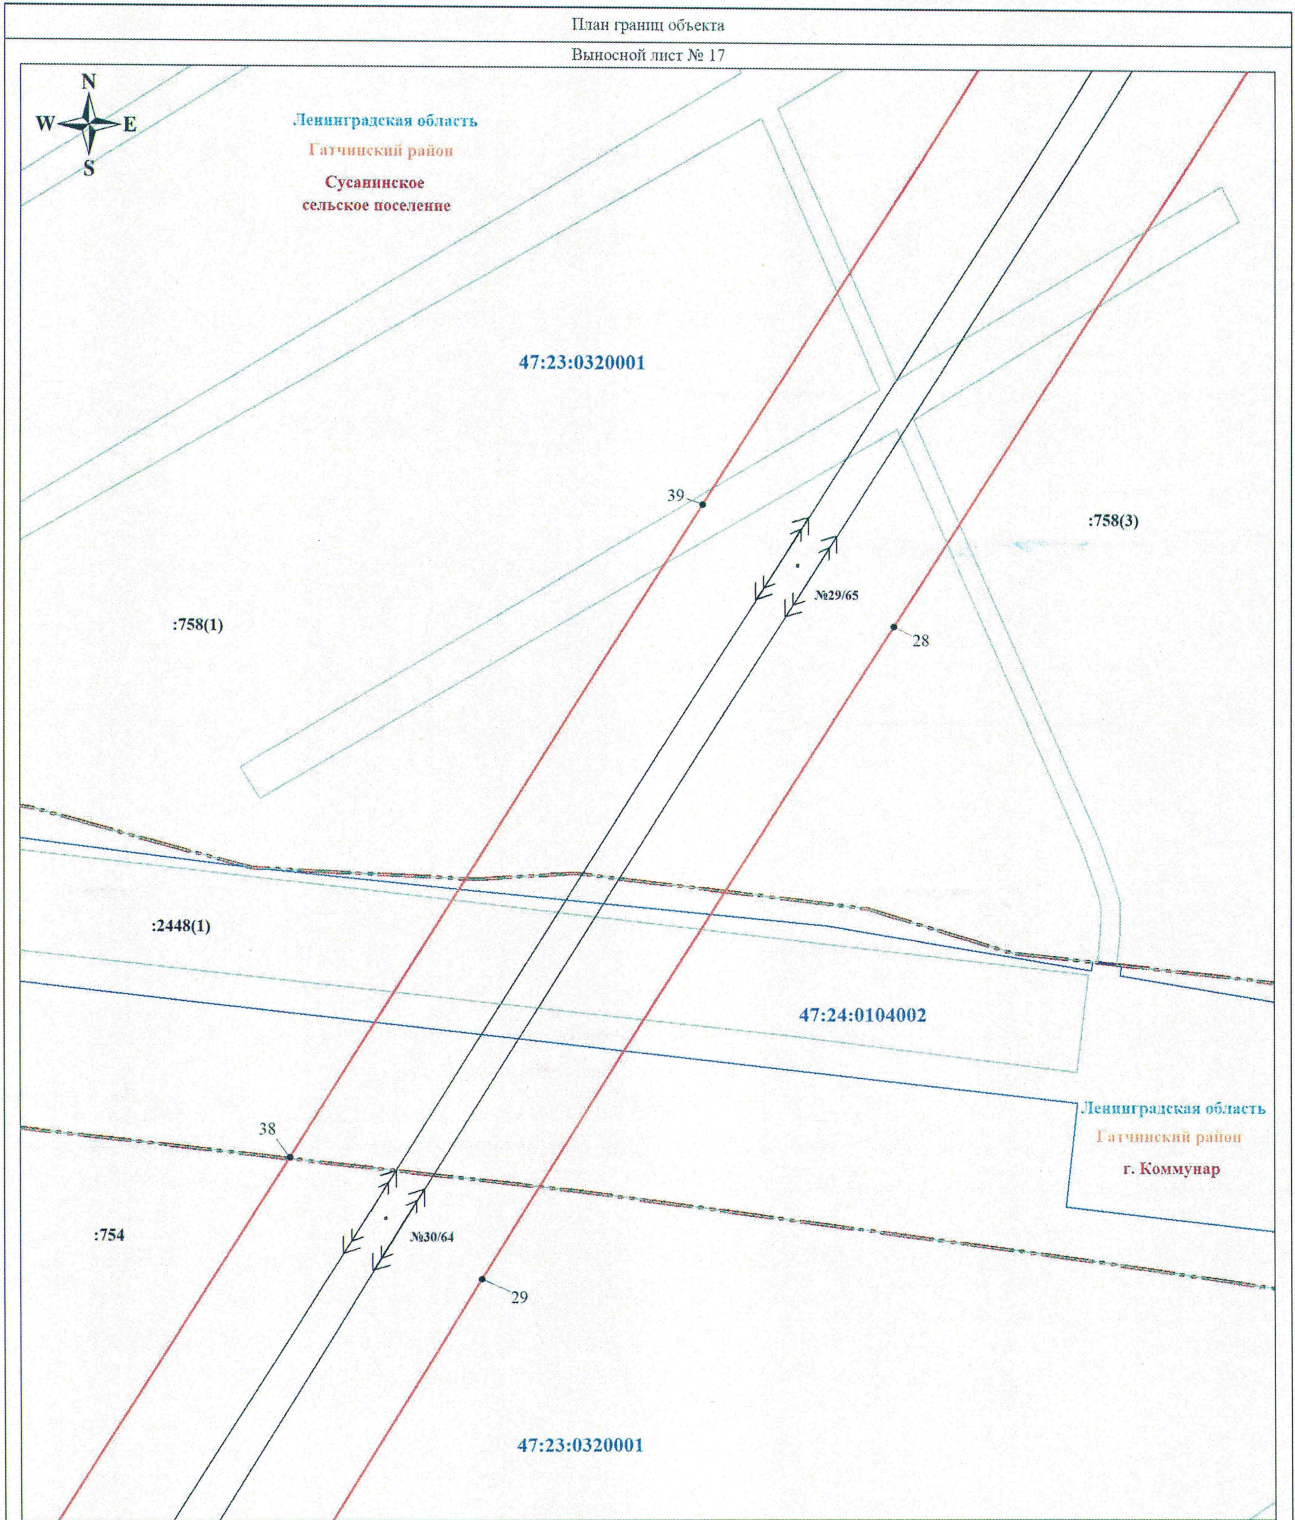 План границ объекта
Выносной лист № 17
N
W E
S
Ленинградская область
Гатчинский район
Сусанинское
сельское поселение
47:23:0320001
39
:758(3)
№29/65
:758(1)
28
:2448(1)
47:24:0104002
Ленинградская область
Гатчинский район
г. Коммунар
38
:754
№30/64
29
47:23:0320001